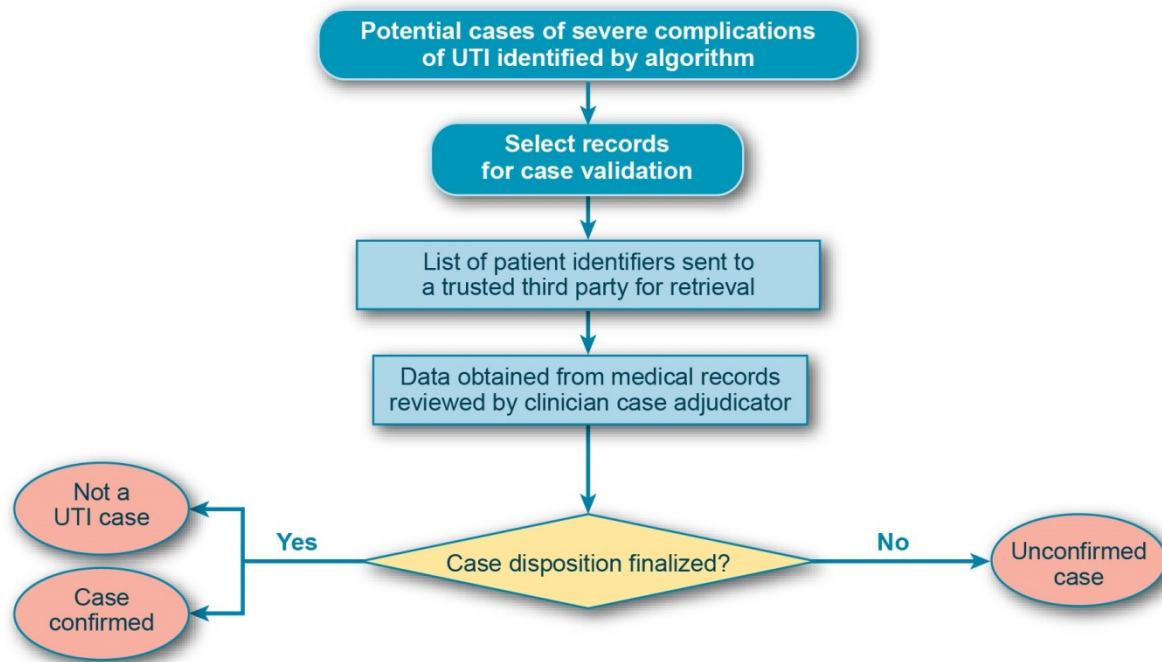 Potential cases of severe complications
of UTI identified by algorithm
Select records
for case validation
List of patient identifiers sent to
a trusted third party for retrieval
Data obtained from medical records
reviewed by clinician case adjudicator
Not a
UTI case
Yes
Case disposition finalized?
No
Unconfirmed
case
Case
confirmed